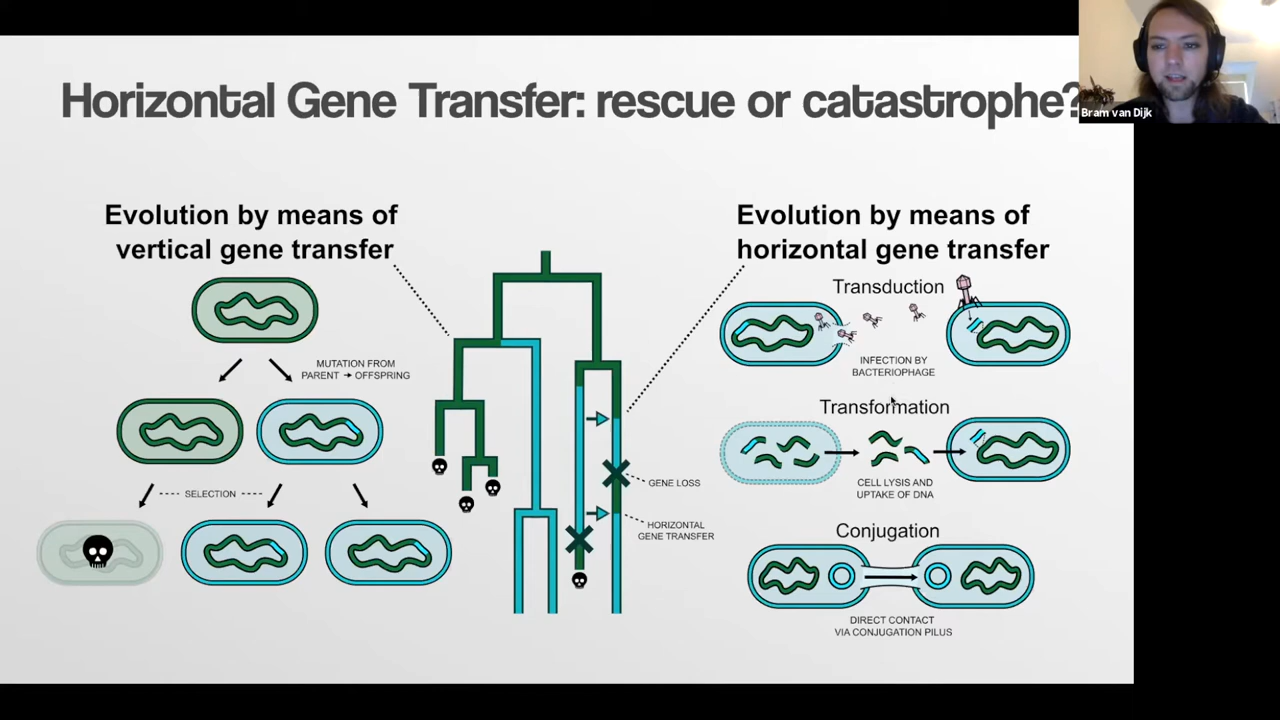 Horizontal Gene Transfer: rescue or catastrophe?
Bram van Dijk
Evolution by means of
vertical gene transfer
MUTATION FROM
PARENT → OFFSPRING
SELECTION
GENE LOSS
HORIZONTAL
GENE TRANSFER
Evolution by means of
horizontal gene transfer
Transduction
INFECTION BY
BACTERIOPHAGE
Transformation
CELL LYSIS AND
UPTAKE OF DNA
Conjugation
DIRECT CONTACT
VIA CONJUGATION PILUS